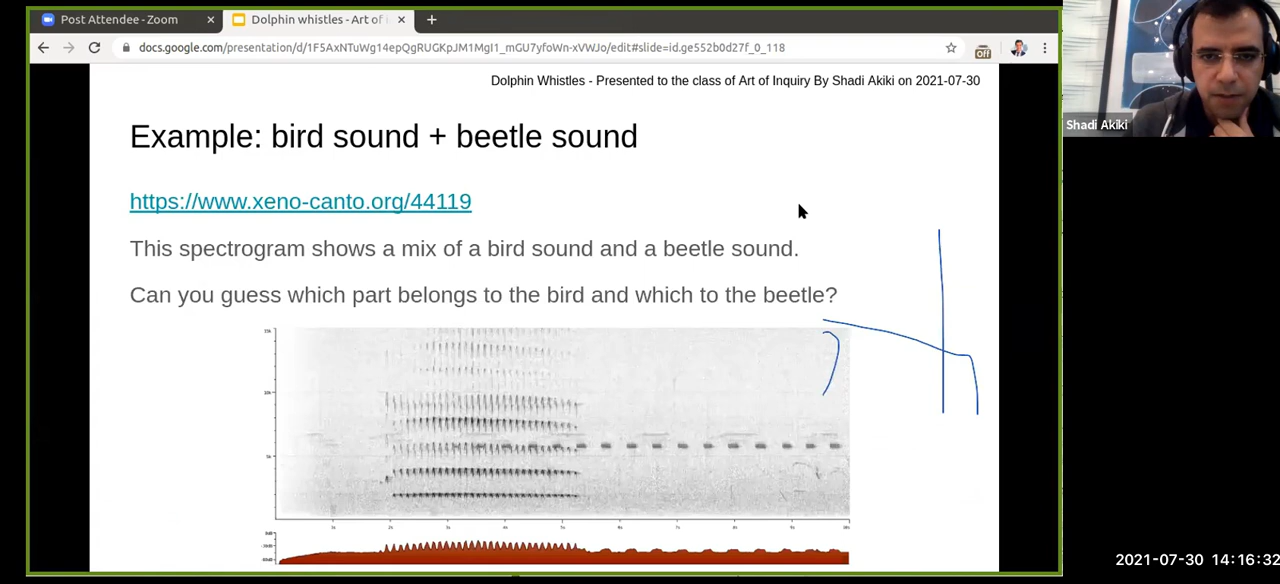 Post Attendee - Zoom
Dolphin whistles - Art of
docs.google.com/presentation/d/1F5AxNTuWg14epQgRUGKpJM1MgI1_mGU7yfoWn-xVWJo/edit#slide=id.ge552b0d27f_0_118
Off
Dolphin Whistles - Presented to the class of Art of Inquiry By Shadi Akiki on 2021-07-30
Shadi Akiki
Example: bird sound + beetle sound
https://www.xeno-canto.org/44119
This spectrogram shows a mix of a bird sound and a beetle sound.
Can you guess which part belongs to the bird and which to the beetle?
2021-07-30 14:16:32